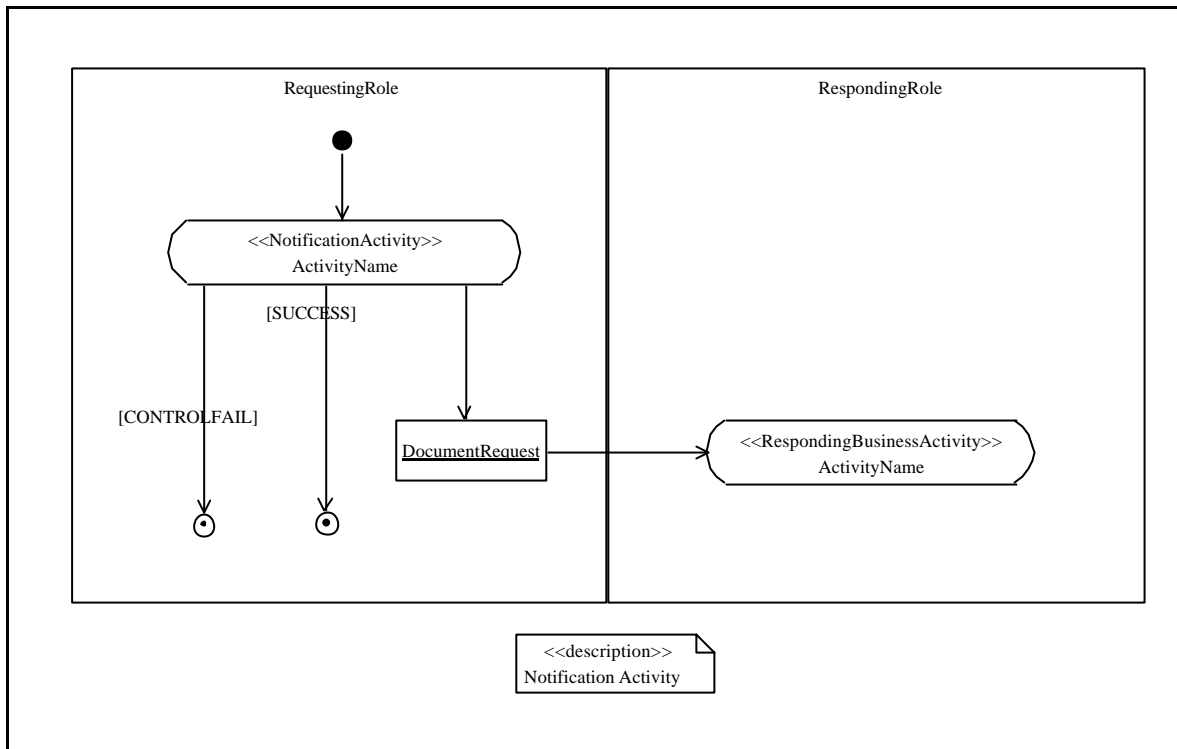 RequestingRole
RespondingRole
<<NotificationActivity>>
ActivityName
[SUCCESS]
[CONTROLFAIL]
DocumentRequest
<<RespondingBusinessActivity>>
ActivityName
<<description>>
Notification Activity